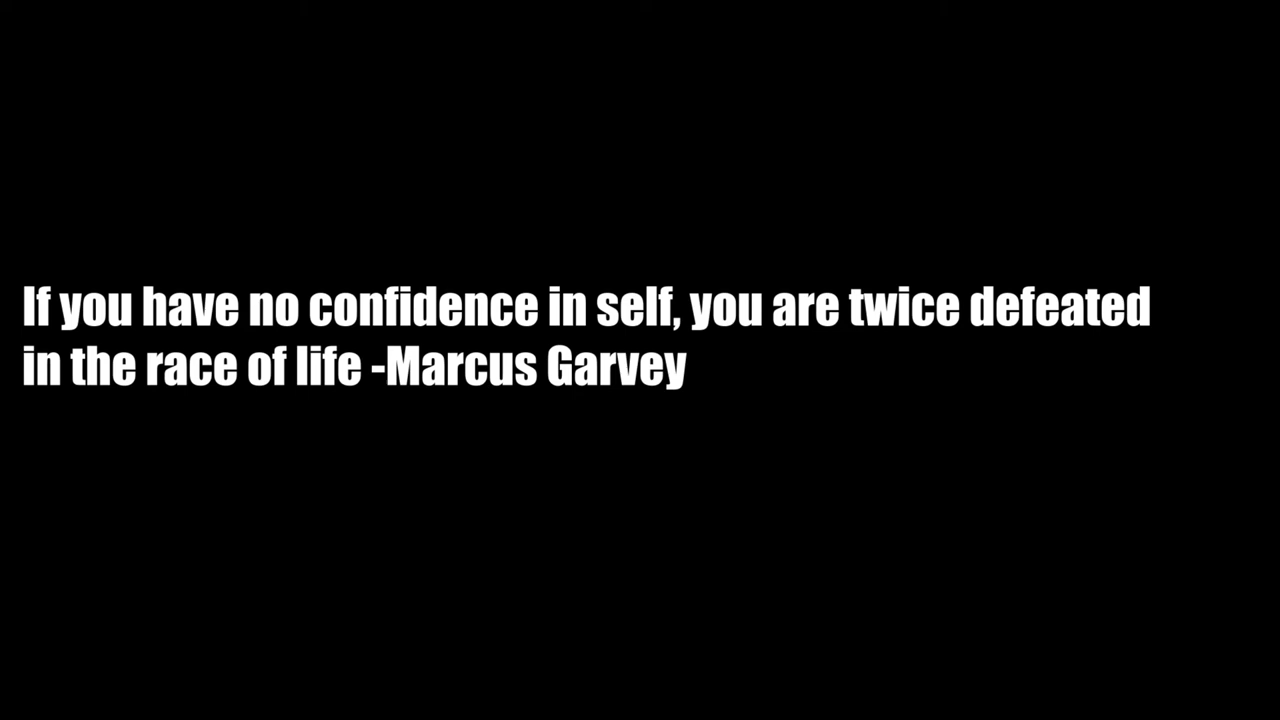 If you have no confidence in self, you are twice defeated
in the race of life -Marcus Garvey